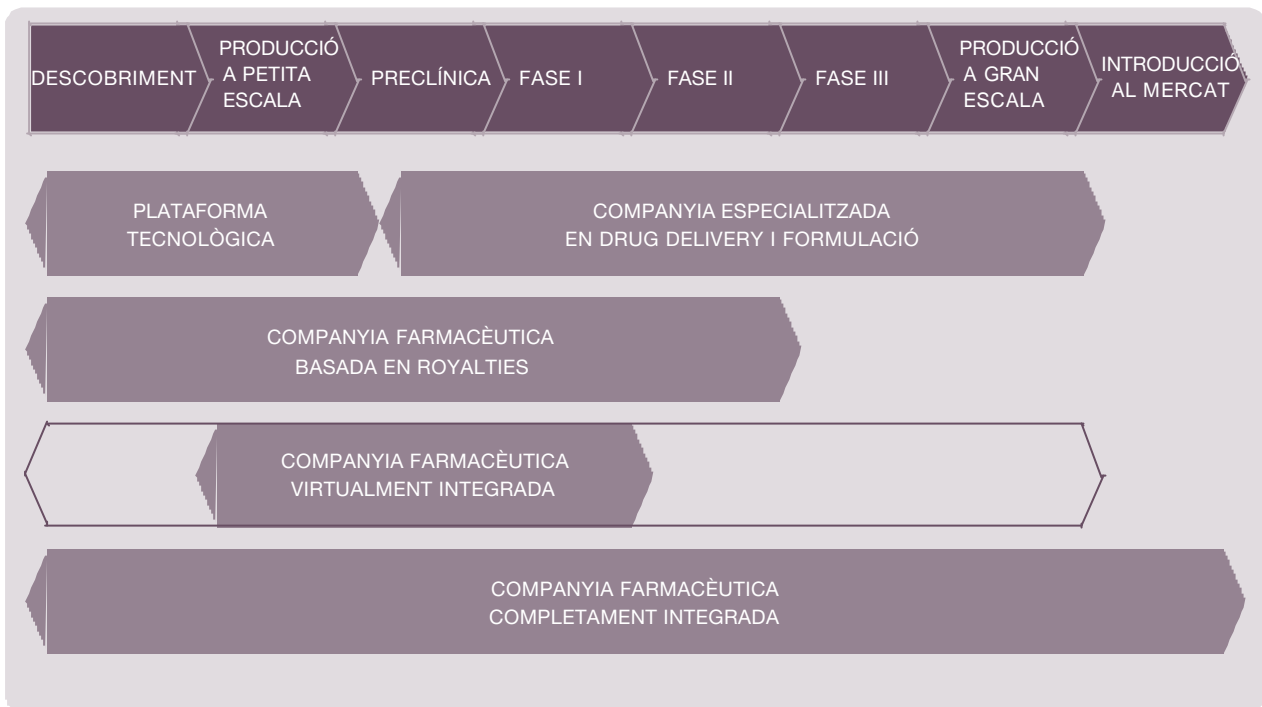 DESCOBRIMENT
PRODUCCIÓ
A PETITA
ESCALA
PRECLÍNICA
FASE I
FASE II
FASE III
PRODUCCIÓ
A GRAN
ESCALA
INTRODUCCIÓ
AL MERCAT
PLATAFORMA
TECNOLÒGICA
COMPANYIA ESPECIALITZADA
EN DRUG DELIVERY I FORMULACIÓ
COMPANYIA FARMACÈUTICA
BASADA EN ROYALTIES
COMPANYIA FARMACÈUTICA
VIRTUALMENT INTEGRADA
COMPANYIA FARMACÈUTICA
COMPLETAMENT INTEGRADA